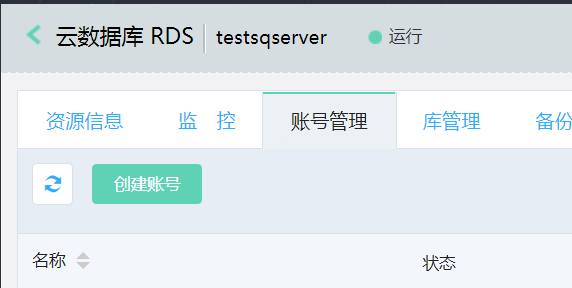 云数据库 RDS testsqserver 运行
资源信息 监 控 账号管理 库管理 备份
创建账号
名称 状态